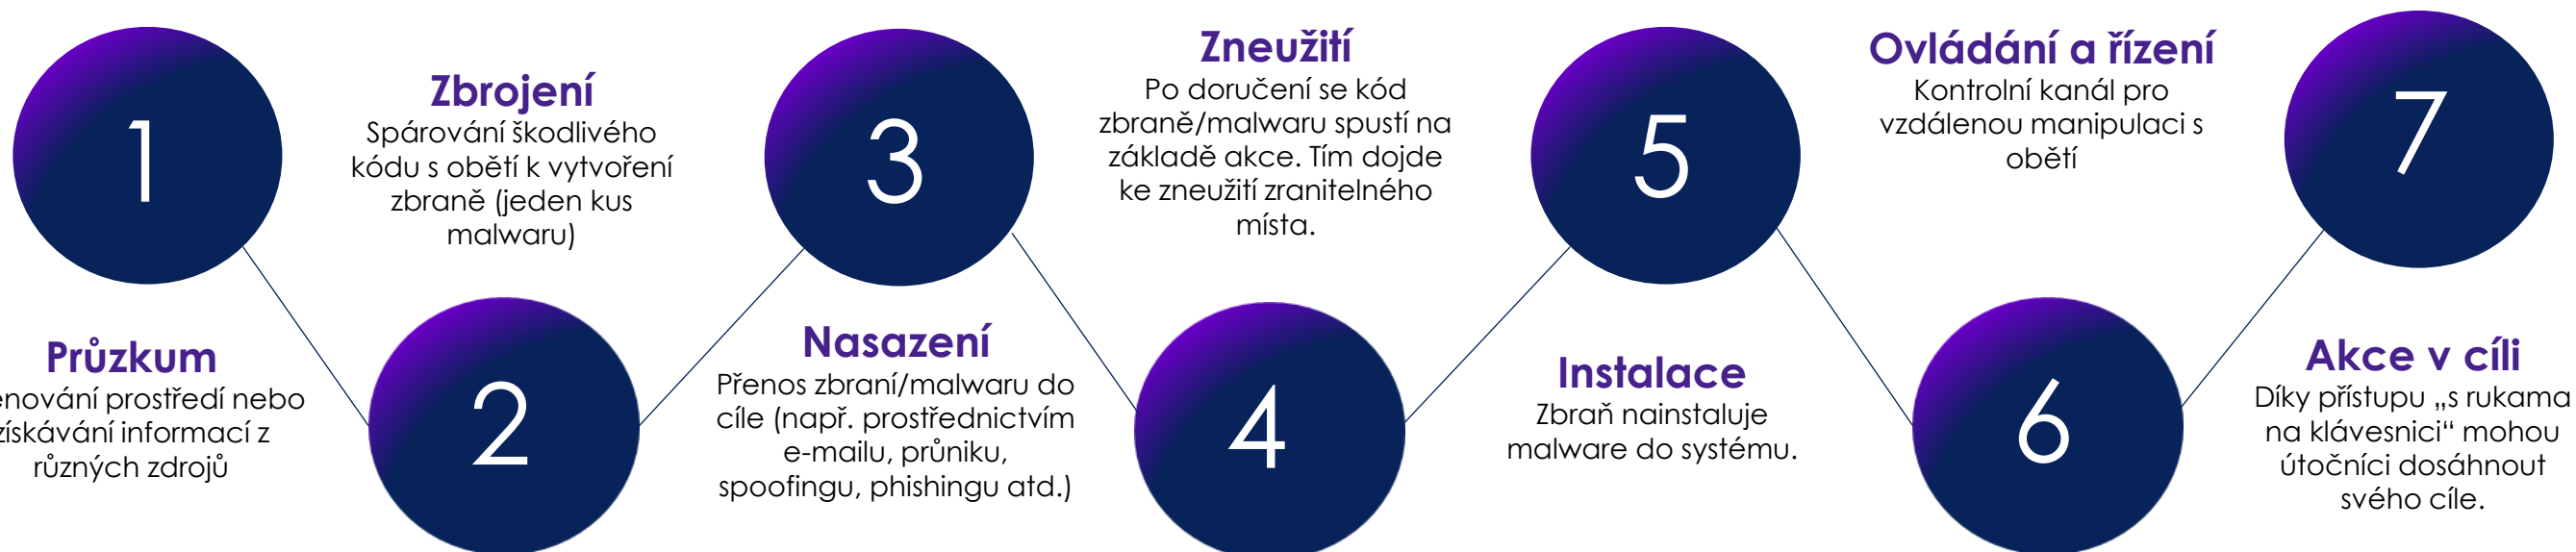 1
Průzkum
prostředí nebo
informací z
různých zdrojů
Zbrojení
Spárování škodlivého
kódu s obětí k vytvoření
zbraně (jeden kus
malwaru)
2
3
Nasazení
Přenos zbraní/malwaru do
cíle (např. prostřednictvím
e-mailu, průniku,
spoofingu, phishingu atd.)
Zneužití
Po doručení se kód
zbraně/malwaru spustí na
základě akce. Tím dojde
ke zneužití zranitelného
místa.
4
5
Instalace
Zbraň nainstaluje
malware do systému.
Ovládání a řízení
Kontrolní kanál pro
vzdálenou manipulaci s
obětí
6
7
Akce v cíli
Díky přístupu „s rukama
na klávesnici“ mohou
útočníci dosáhnout
svého cíle.